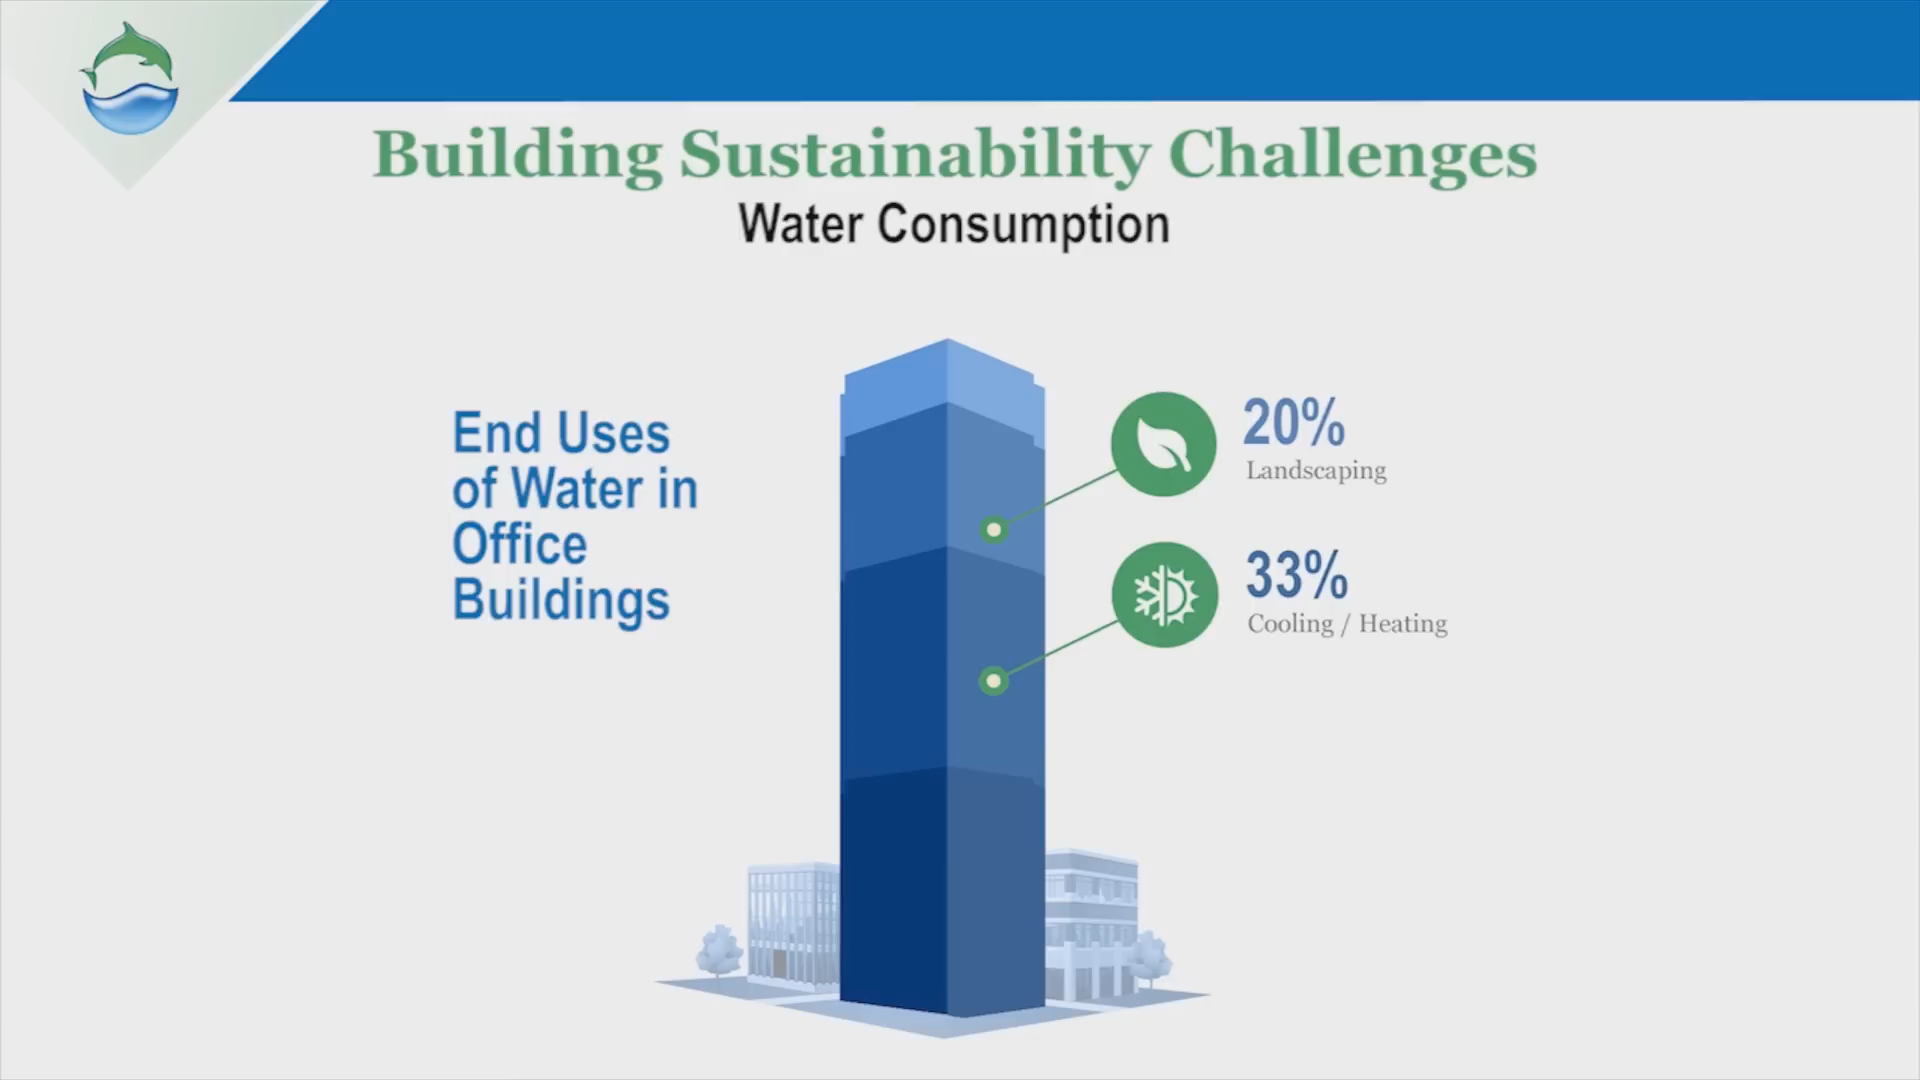 Building Sustainability Challenges
Water Consumption
End Uses
of Water in
Office
Buildings
20%
Landscaping
33%
Cooling / Heating